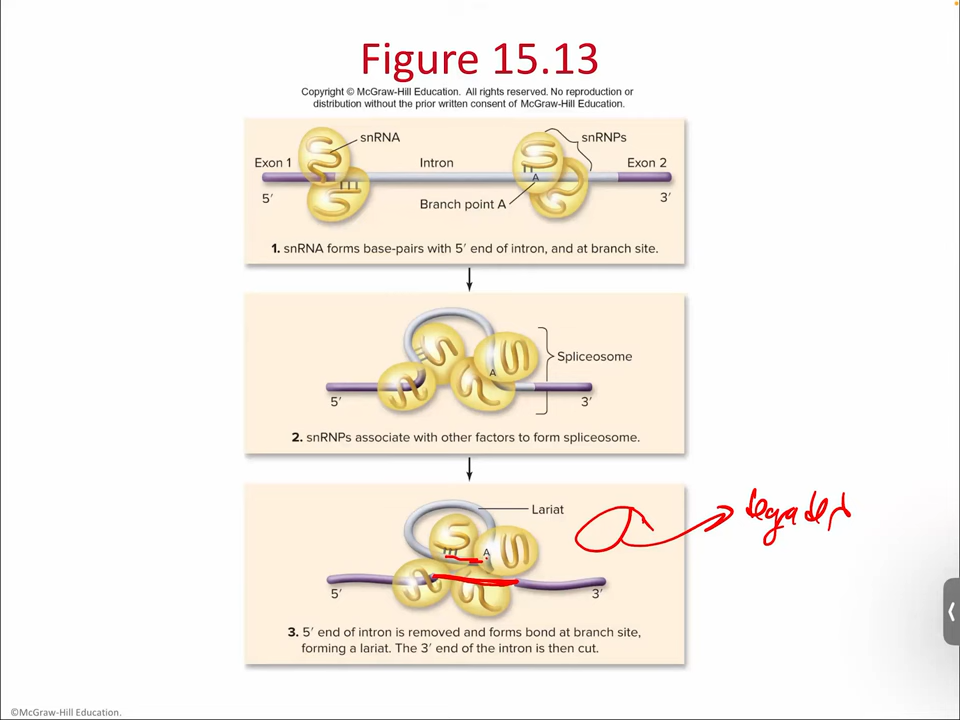 Figure 15.13
Copyright © McGraw-Hill Education. All rights reserved. No reproduction or
distribution without the prior written consent of McGraw-Hill Education.
snRNA
snRNPs
Exon 1
Intron
Exon 2
A
5′
Branch point A
3′
1. snRNA forms base-pairs with 5′ end of intron, and at branch site.
Spliceosome
A
5′
3′
2. snRNPs associate with other factors to form spliceosome.
Lariat
A
5′
3′
3. 5′ end of intron is removed and forms bond at branch site,
forming a lariat. The 3′ end of the intron is then cut.
©McGraw-Hill Education.